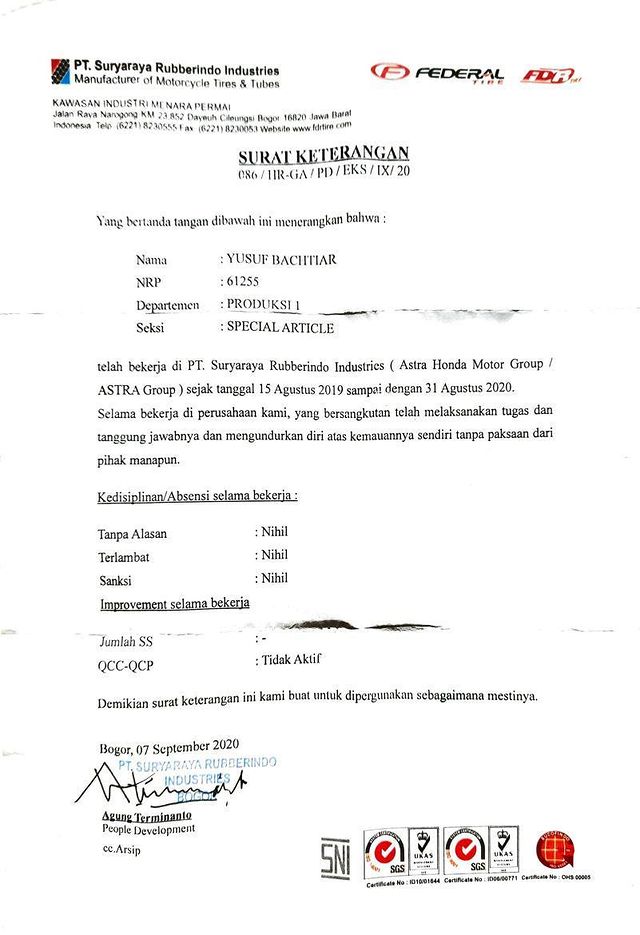 PT. Suryaraya Rubberindo Industries
Manufacturer of Motorcycle Tires & Tubes
FEDERAL
TIRE
FDR
KAWASAN INDUSTRI MENARA PERMAI
Jalan Raya Narogong KM 23.852 Dayeuh Cileungsi Bogor 16820 Jawa Barat
Indonesia Telp (6221) 8230555 Fax (6221) 8230053 Website www.fdrtire.com
SURAT KETERANGAN
086 / HR-GA / PD / EKS / IX / 20
Yang bertanda tangan dibawah ini menerangkan bahwa :
Nama : YUSUF BACHTIAR
NRP : 61255
Departemen : PRODUKSI 1
Seksi : SPECIAL ARTICLE
telah bekerja di PT. Suryaraya Rubberindo Industries ( Astra Honda Motor Group /
ASTRA Group ) sejak tanggal 15 Agustus 2019 sampai dengan 31 Agustus 2020.
Selama bekerja di perusahaan kami, yang bersangkutan telah melaksanakan tugas dan
tanggung jawabnya dan mengundurkan diri atas kemauannya sendiri tanpa paksaan dari
pihak manapun.
Kedisiplinan/Absensi selama bekerja :
Tanpa Alasan : Nihil
Terlambat : Nihil
Sanksi : Nihil
Improvement selama bekerja
Jumlah SS : -
QCC-QCP : Tidak Aktif
Demikian surat keterangan ini kami buat untuk dipergunakan sebagaimana mestinya.
Bogor, 07 September 2020
PT. SURYARAYA RUBBERINDO
INDUSTRIES
BOGOR
Agung Terminanto
People Development
cc.Arsip
SNI
SGS
UKAS
SGS
UKAS
Certificate No : ID10/01644 Certificate No : ID06/00771 Certificate No : OHS 00005